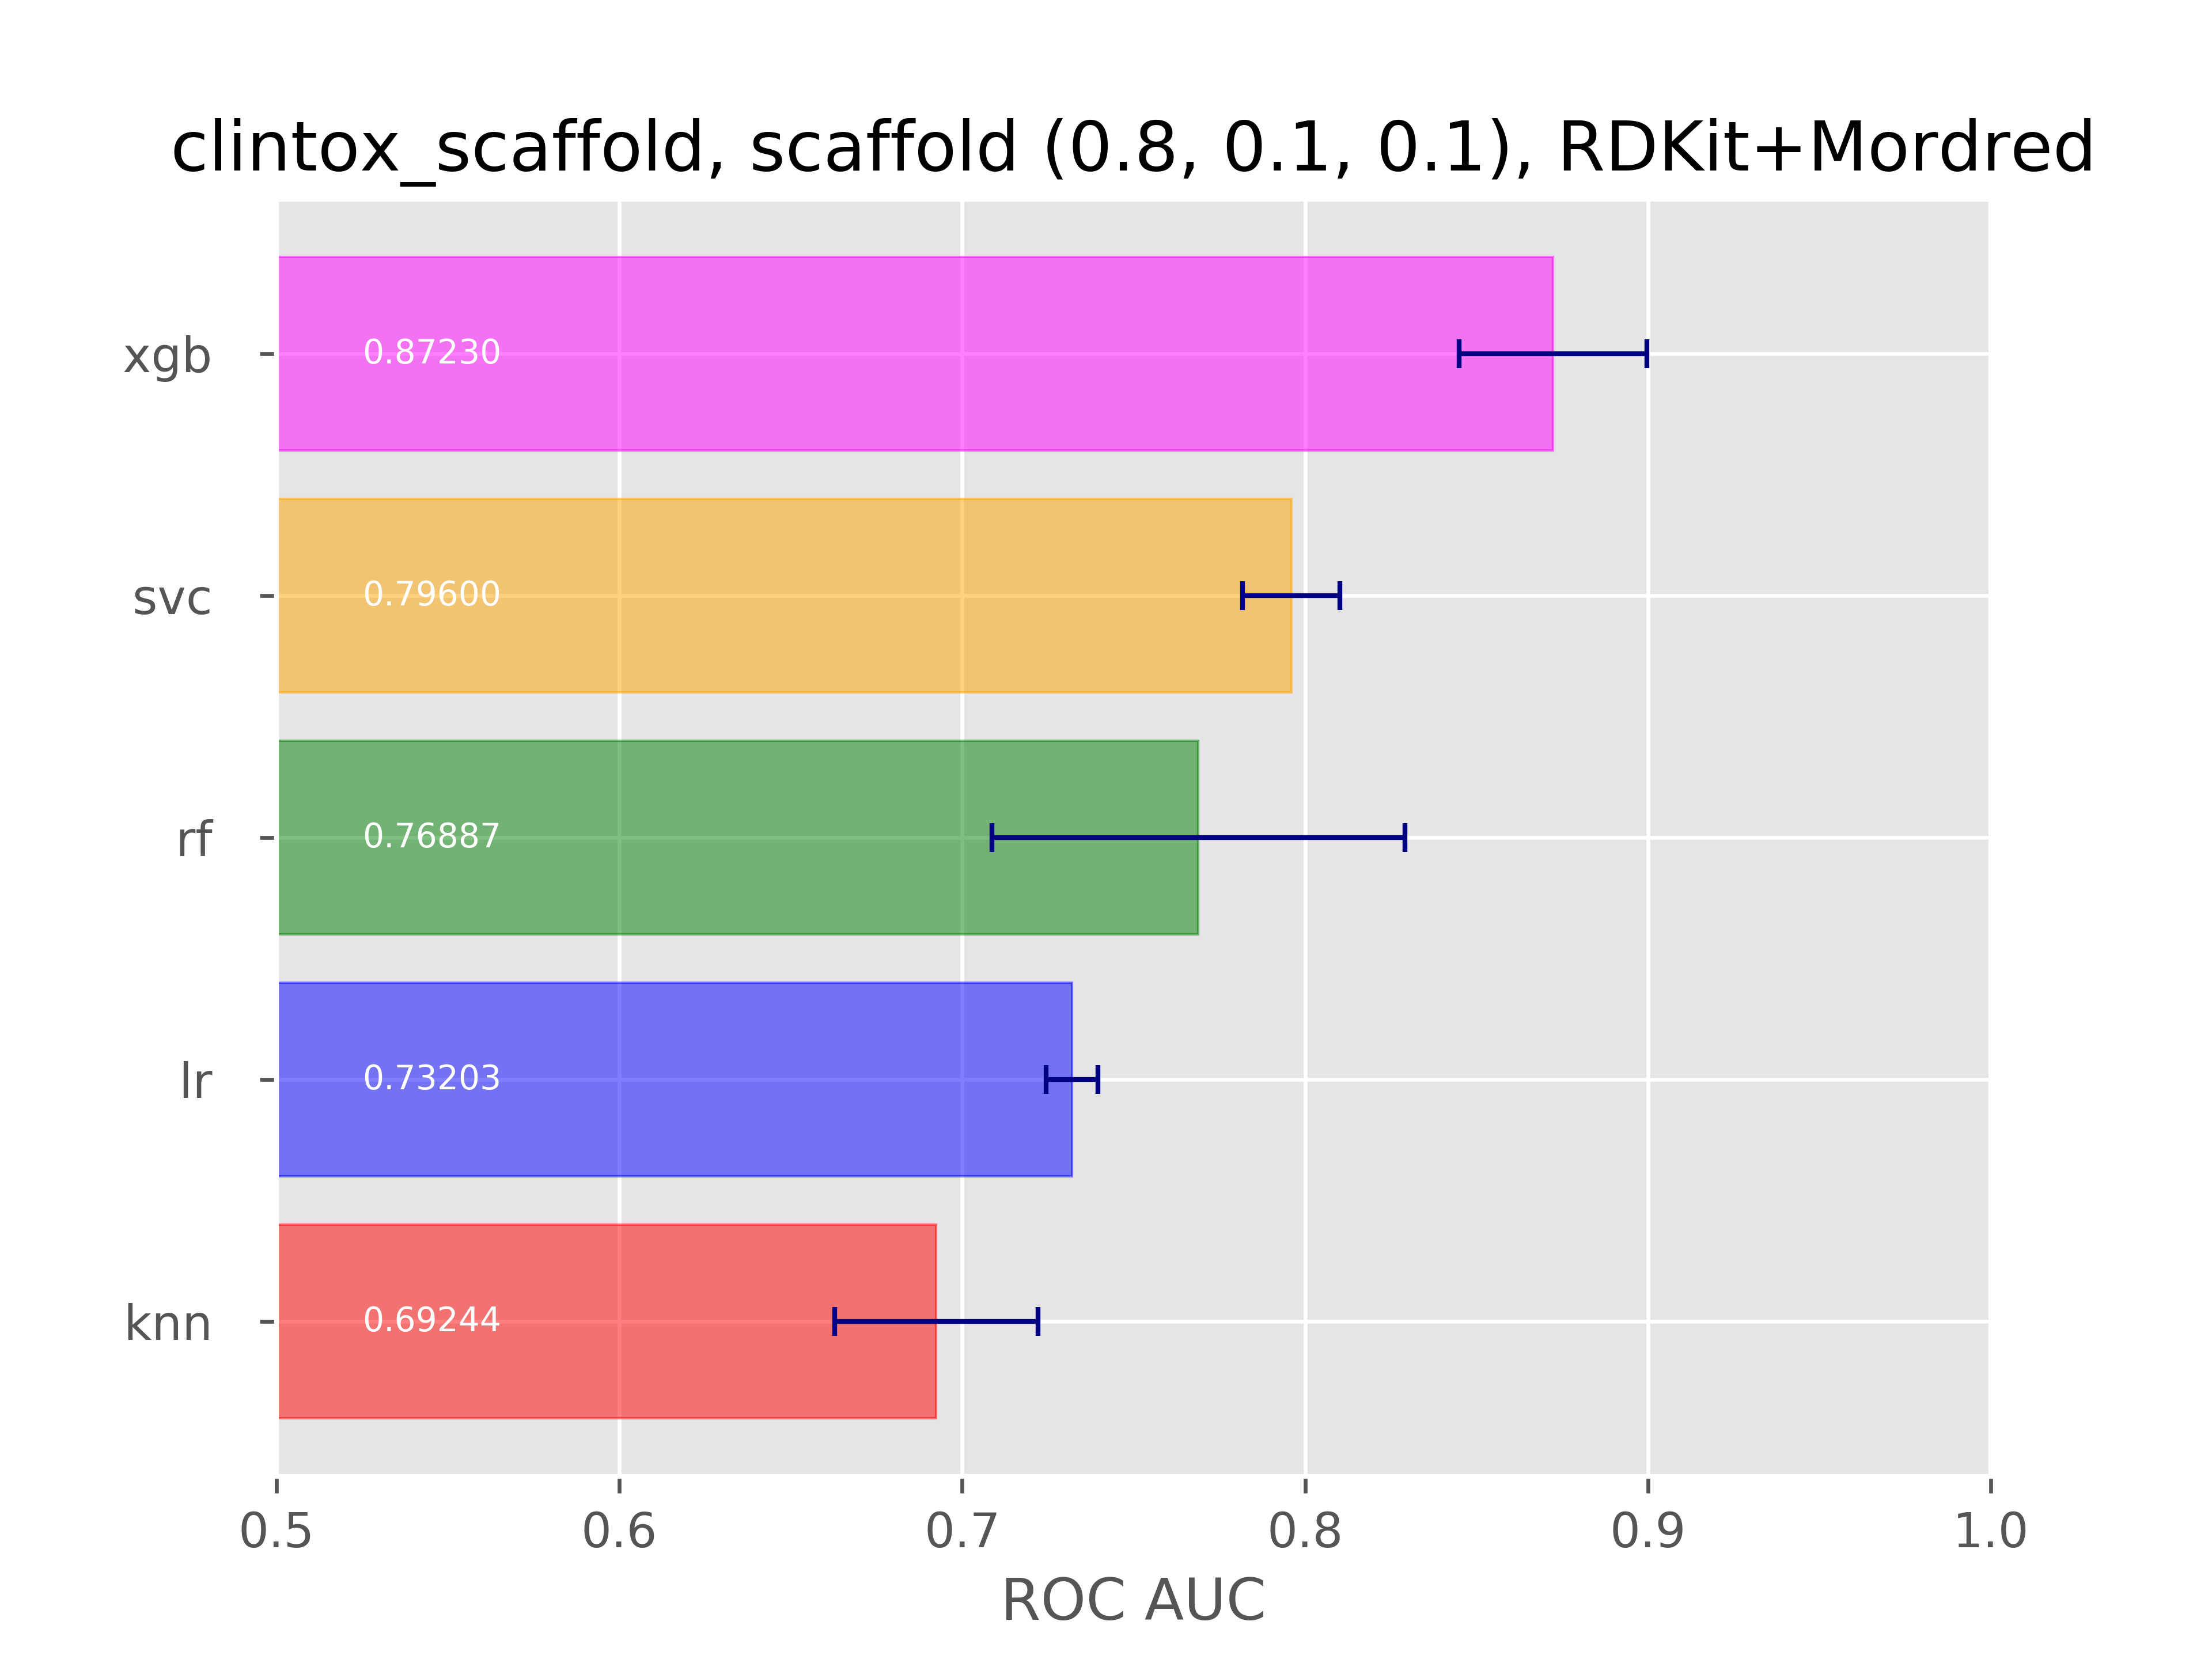 clintox_scaffold, scaffold (0.8, 0.1, 0.1), RDKit+Mordred
xgb
0.87230
svc
0.79600
rf
0.76887
lr
0.73203
knn
0.69244
0.5 0.6 0.7 0.8 0.9 1.0
ROC AUC